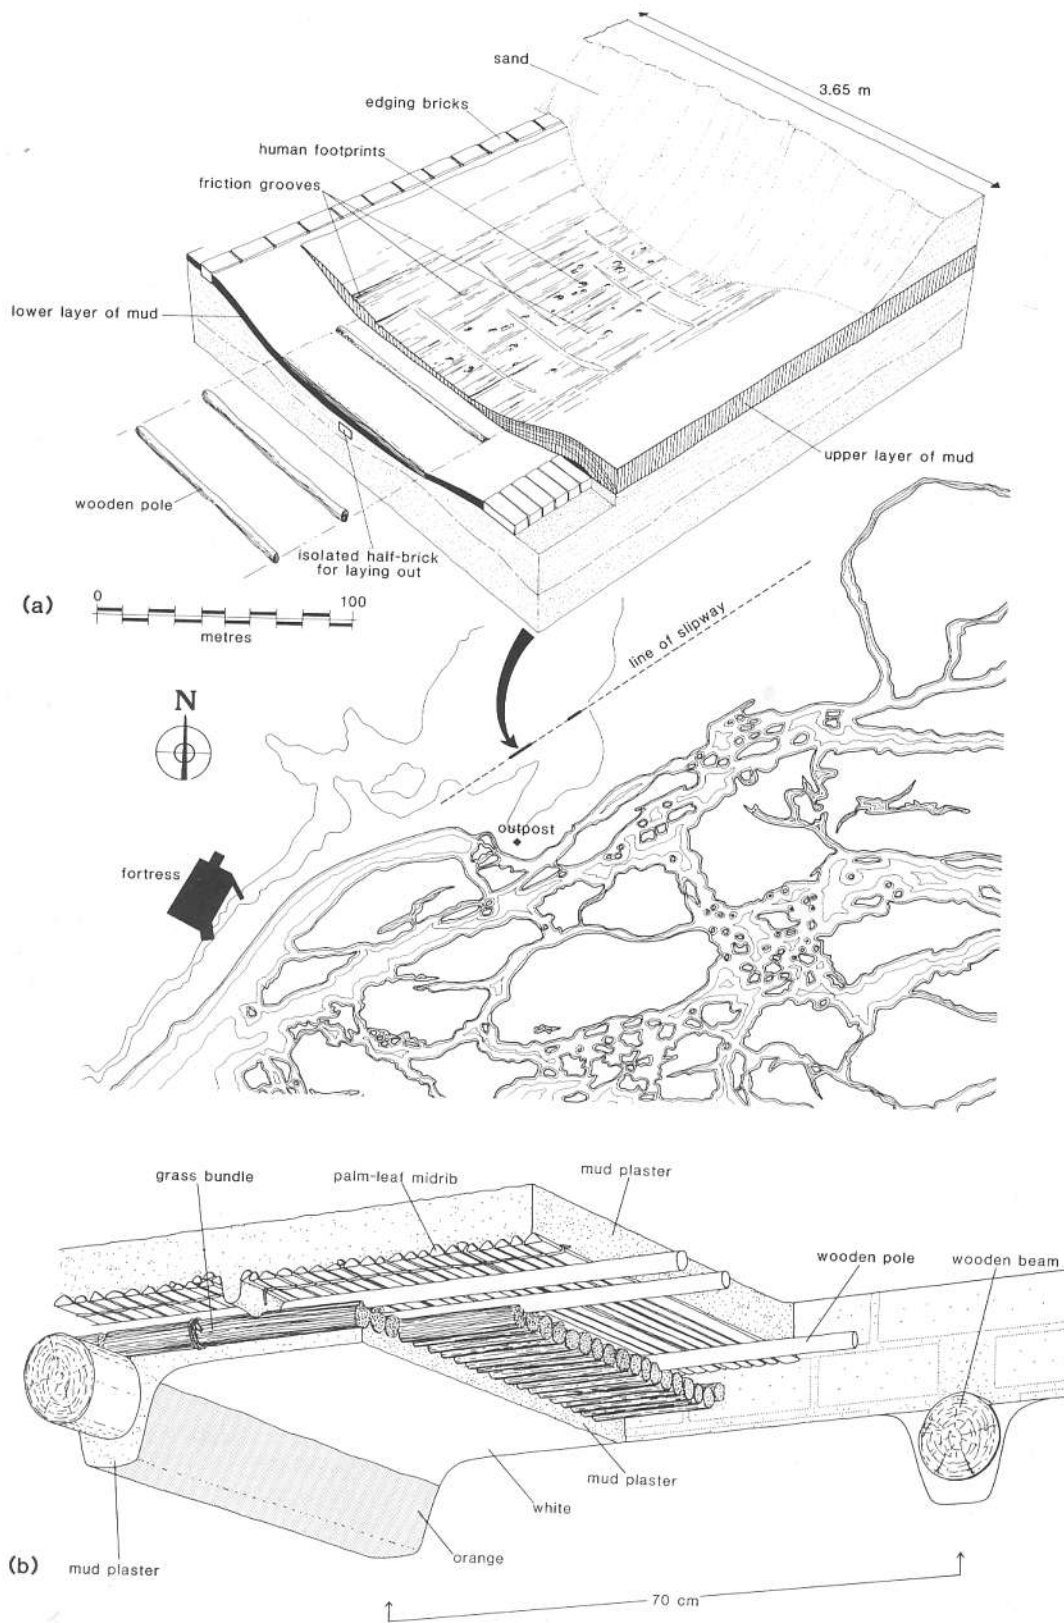 sand
3.65 m
edging bricks
human footprints
friction grooves
lower layer of mud
upper layer of mud
wooden pole
isolated half-brick
for laying out
(a)
0
100
metres
line of slipway
N
outpost
fortress
grass bundle
palm-leaf midrib
mud plaster
wooden pole
wooden beam
mud plaster
white
orange
mud plaster
(b)
70 cm